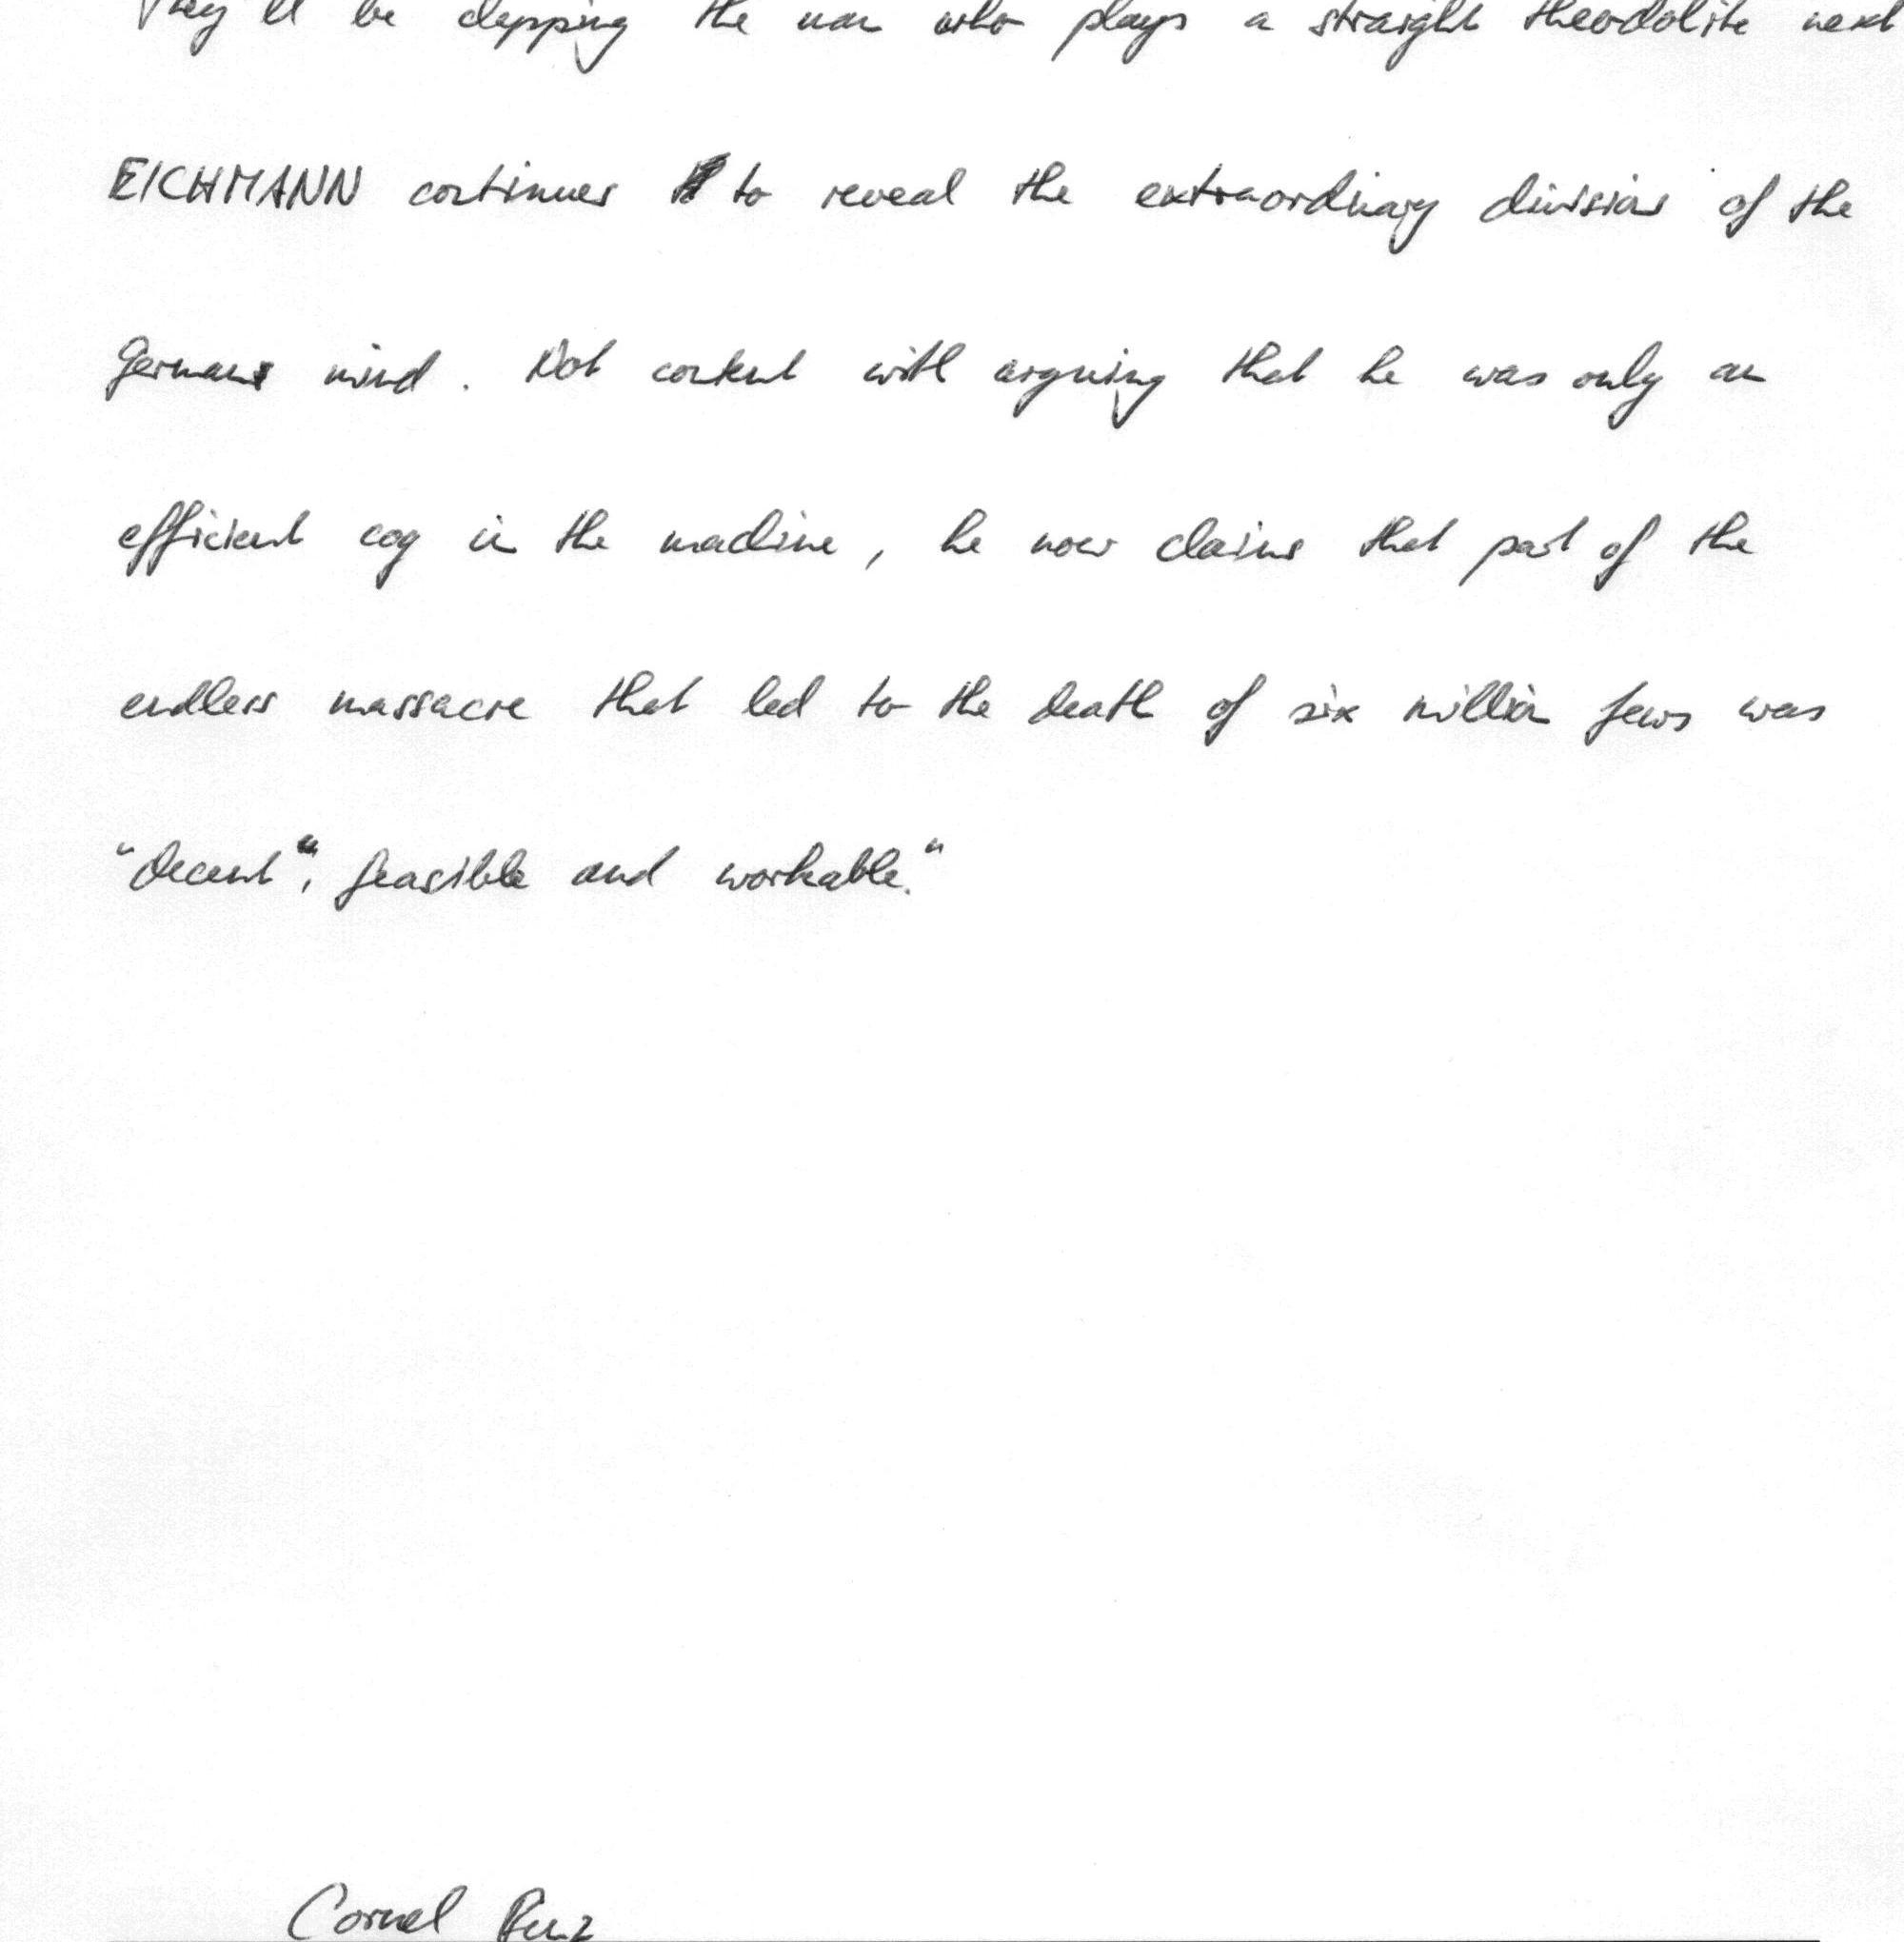 They'll be clapping the man who plays a straight theodolite next
EICHMANN continues to reveal the extraordinary divisions of the
Germans mind. Not content with arguing that he was only an
efficient cog in the machine, he now claims that part of the
endless massacre that led to the death of six million Jews was
"decent", feasible and workable."
Cornel